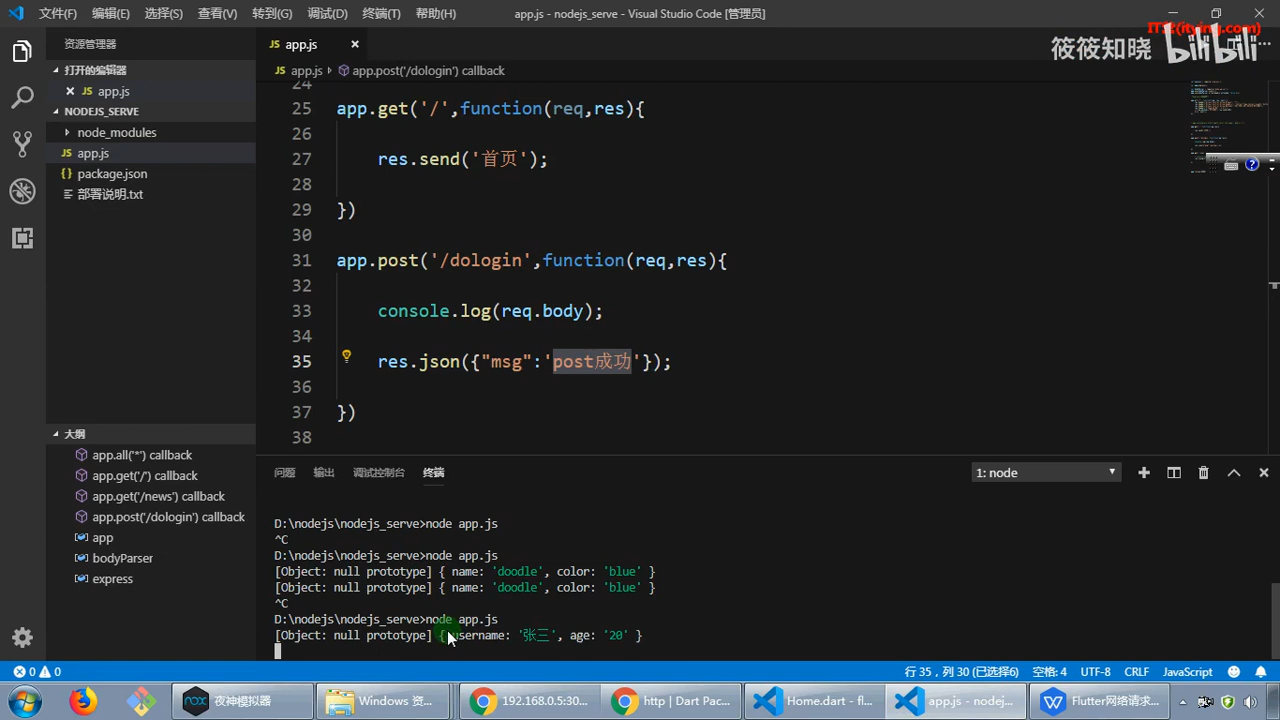 文件(F) 编辑(E) 选择(S) 查看(V) 转到(G) 调试(D) 终端(T) 帮助(H) app.js - nodejs_serve - Visual Studio Code [管理员]
(itying.com)
筱筱知晓 bilibili
资源管理器
app.js
打开的编辑器
app.js
app.js app.post('/dologin') callback
NODEJS_SERVE
node_modules
app.js
package.json
部署说明.txt
24
25 app.get('/',function(req,res){
26
27 res.send('首页');
28
29 })
30
31 app.post('/dologin',function(req,res){
32
33 console.log(req.body);
34
35 res.json({"msg":'post成功'});
36
37 })
38
大纲
app.all('*') callback
app.get('/') callback
app.get('/news') callback
app.post('/dologin') callback
app
bodyParser
express
问题 输出 调试控制台 终端 1: node
D:\nodejs\nodejs_serve>node app.js
^C
D:\nodejs\nodejs_serve>node app.js
[Object: null prototype] { name: 'doodle', color: 'blue' }
[Object: null prototype] { name: 'doodle', color: 'blue' }
^C
D:\nodejs\nodejs_serve>node app.js
[Object: null prototype] { username: '张三', age: '20' }
0 0 行 35，列 30 (已选择6) 空格: 4 UTF-8 CRLF JavaScript
nox 夜神模拟器 Windows 资... 192.168.0.5:30... http | Dart Pac... Home.dart - fl... app.js - nodej... Flutter网络请求...